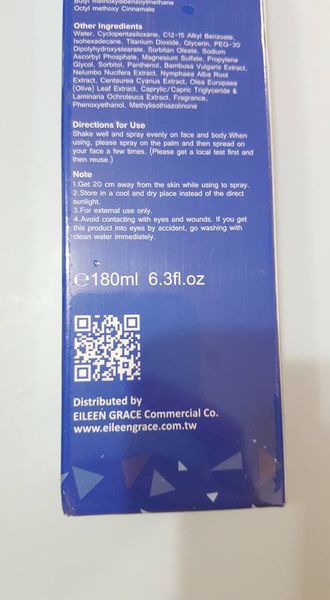 Butyl methoxydibenzoylmethane
Octyl methoxy Cinnamate
Other Ingredients
Water, Cyclopentasiloxane, C12-15 Alkyl Benzoate,
Isohexadecane, Titanium Dioxide, Glycerin, PEG-30
Dipolyhydroxystearate, Sorbitan Oleate, Sodium
Ascorbyl Phosphate, Magnesium Sulfate, Propylene
Glycol, Sorbitol, Panthenol, Bambusa Vulgaris Extract,
Nelumbo Nucifera Extract, Nymphaea Alba Root
Extract, Centaurea Cyanus Extract, Olea Europaea
(Olive) Leaf Extract, Caprylic/Capric Triglyceride &
Laminaria Ochroleuca Extract, Fragrance,
Phenoxyethanol, Methylisothiazolinone
Directions for Use
Shake well and spray evenly on face and body.When
using, please spray on the palm and then spread on
your face a few times. (Please get a local test first and
then reuse.)
Note
1.Get 20 cm away from the skin while using to spray.
2.Store in a cool and dry place instead of the direct
sunlight.
3.For external use only.
4.Avoid contacting with eyes and wounds. If you get
this product into eyes by accident, go washing with
clean water immediately.
℮180ml 6.3fl.oz
Distributed by
EILEEN GRACE Commercial Co.
www.eileengrace.com.tw